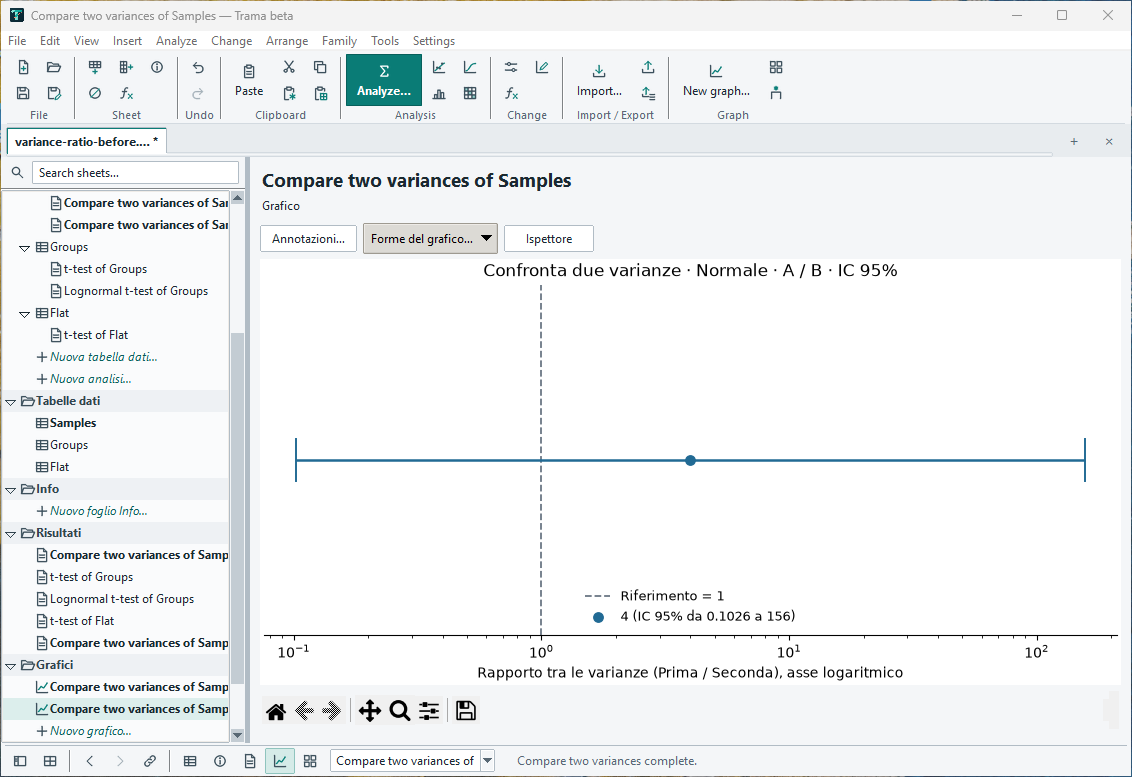 Compare two variances of Samples — Trama beta
File Edit View Insert Analyze Change Arrange Family Tools Settings
Paste
Analyze...
Import...
New graph...
File Sheet Undo Clipboard Analysis Change Import / Export Graph
variance-ratio-before.... *
Search sheets...
Compare two variances of Sar
Compare two variances of Sar
Groups
t-test of Groups
Lognormal t-test of Groups
Flat
t-test of Flat
Nuova tabella dati...
Nuova analisi...
Tabelle dati
Samples
Groups
Flat
Info
Nuovo foglio Info...
Risultati
Compare two variances of Samp
t-test of Groups
Lognormal t-test of Groups
t-test of Flat
Compare two variances of Samp
Grafici
Compare two variances of Samp
Compare two variances of Samp
Nuovo grafico...
Compare two variances of Samples
Grafico
Annotazioni... Forme del grafico... Ispettore
Confronta due varianze · Normale · A / B · IC 95%
Riferimento = 1
4 (IC 95% da 0.1026 a 156)
10⁻¹ 10⁰ 10¹ 10²
Rapporto tra le varianze (Prima / Seconda), asse logaritmico
Compare two variances of
Compare two variances complete.